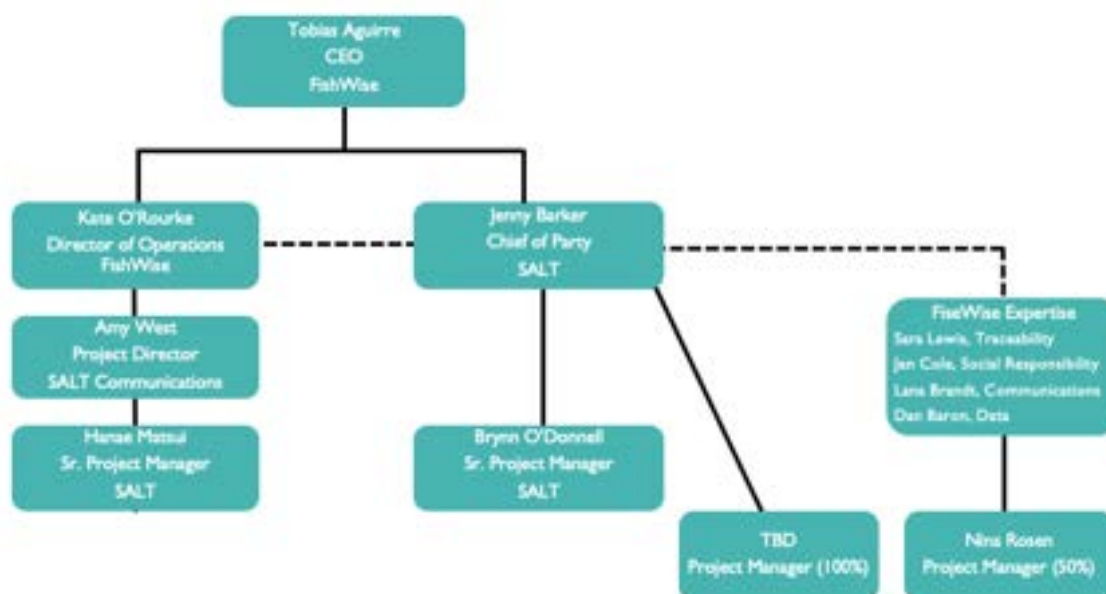 Tobias Aguirre
CEO
FishWise
Kate O'Rourke
Director of Operations
FishWise
Jenny Barker
Chief of Party
SALT
Amy West
Project Director
SALT Communications
FiseWise Expertise
Sara Lewis, Traceability
Jen Cole, Social Responsibility
Lana Brandt, Communications
Dan Baron, Data
Hanae Matsui
Sr. Project Manager
SALT
Brynn O'Donnell
Sr. Project Manager
SALT
TBD
Project Manager (100%)
Nina Rosen
Project Manager (50%)